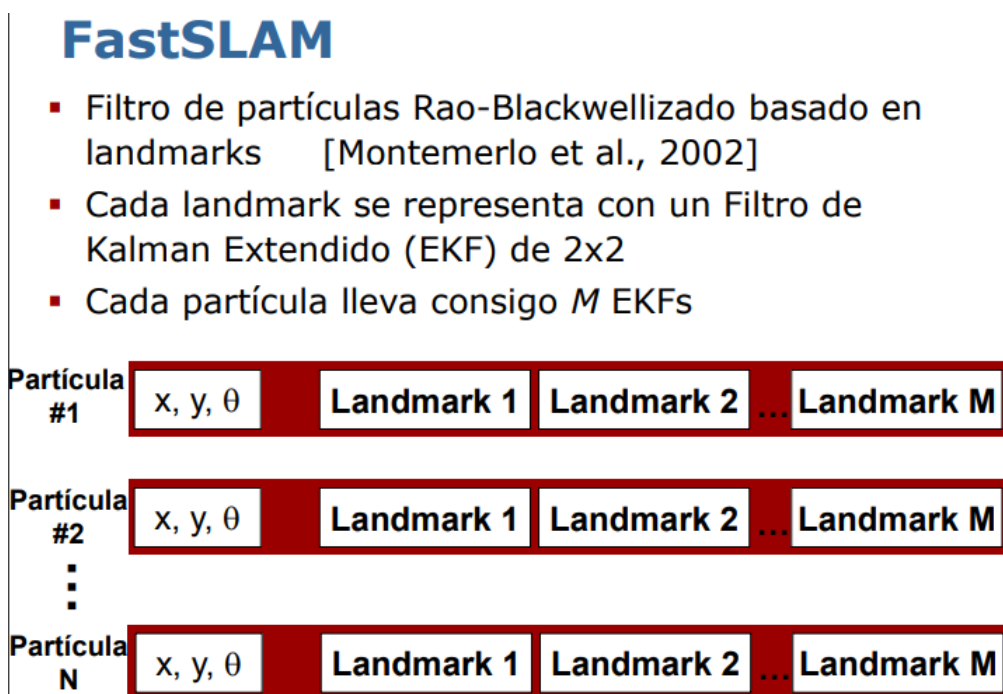 FastSLAM
▪ Filtro de partículas Rao-Blackwellizado basado en
landmarks [Montemerlo et al., 2002]
▪ Cada landmark se representa con un Filtro de
Kalman Extendido (EKF) de 2x2
▪ Cada partícula lleva consigo M EKFs
Partícula
#1
x, y, θ
Landmark 1
Landmark 2
...
Landmark M
Partícula
#2
x, y, θ
Landmark 1
Landmark 2
...
Landmark M
⋮
Partícula
N
x, y, θ
Landmark 1
Landmark 2
...
Landmark M